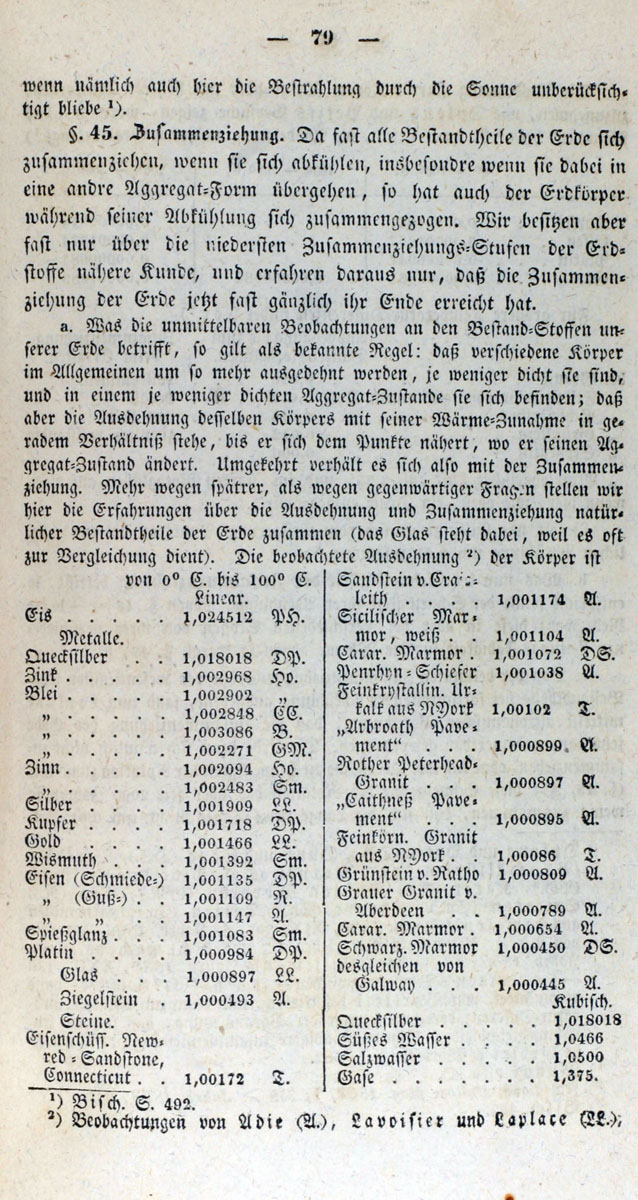 — 79 —
wenn nämlich auch hier die Bestrahlung durch die Sonne unberücksich-
tigt bliebe ¹).
§. 45. Zusammenziehung. Da fast alle Bestandtheile der Erde sich
zusammenziehen, wenn sie sich abkühlen, insbesondre wenn sie dabei in
eine andre Aggregat-Form übergehen, so hat auch der Erdkörper
während seiner Abkühlung sich zusammengezogen. Wir besitzen aber
fast nur über die niedersten Zusammenziehungs-Stufen der Erd-
stoffe nähere Kunde, und erfahren daraus nur, daß die Zusammen-
ziehung der Erde jetzt fast gänzlich ihr Ende erreicht hat.
a. Was die unmittelbaren Beobachtungen an den Bestand-Stoffen un-
serer Erde betrifft, so gilt als bekannte Regel: daß verschiedene Körper
im Allgemeinen um so mehr ausgedehnt werden, je weniger dicht sie sind,
und in einem je weniger dichten Aggregat-Zustande sie sich befinden; daß
aber die Ausdehnung desselben Körpers mit seiner Wärme-Zunahme in ge-
radem Verhältniß stehe, bis er sich dem Punkte nähert, wo er seinen Ag-
gregat-Zustand ändert. Umgekehrt verhält es sich also mit der Zusammen-
ziehung. Mehr wegen spätrer, als wegen gegenwärtiger Fragen stellen wir
hier die Erfahrungen über die Ausdehnung und Zusammenziehung natür-
licher Bestandtheile der Erde zusammen (das Glas steht dabei, weil es oft
zur Vergleichung dient). Die beobachtete Ausdehnung ²) der Körper ist
von 0⁰ C. bis 100⁰ C.
Linear.
Eis . . . . . 1,024512 PH.
Metalle.
Quecksilber . . 1,018018 DP.
Zink . . . . . 1,002968 Ho.
Blei . . . . . 1,002902 „
„ . . . . . 1,002848 CC.
„ . . . . . 1,003086 B.
„ . . . . . 1,002271 GM.
Zinn . . . . . 1,002094 Ho.
„ . . . . . 1,002483 Sm.
Silber . . . . 1,001909 LL.
Kupfer . . . . 1,001718 DP.
Gold . . . . 1,001466 LL.
Wismuth . . . 1,001392 Sm.
Eisen (Schmiede-) 1,001135 DP.
„ (Guß-) . . 1,001109 R.
„ „ 1,001147 A.
Spießglanz . . . 1,001083 Sm.
Platin . . . . 1,000984 DP.
Glas . . . 1,000897 LL.
Ziegelstein . 1,000493 A.
Steine.
Eisenschüss. New-
red-Sandstone,
Connecticut . . 1,00172 T.
Sandstein v. Craig-
leith . . . . 1,001174 A.
Sicilischer Mar-
mor, weiß . . 1,001104 A.
Carar. Marmor . 1,001072 DS.
Penrhyn-Schiefer 1,001038 A.
Feinkrystallin. Ur-
kalk aus NYork 1,00102 T.
„Arbroath Pave-
ment“ . . . 1,000899 A.
Rother Peterhead-
Granit . . . 1,000897 A.
„Caithneß Pave-
ment“ . . . 1,000895 A.
Feinkörn. Granit
aus NYork . . 1,00086 T.
Grünstein v. Ratho 1,000809 A.
Grauer Granit v.
Aberdeen . . 1,000789 A.
Carar. Marmor . 1,000654 A.
Schwarz. Marmor 1,000450 DS.
desgleichen von
Galway . . . 1,000445 A.
Kubisch.
Quecksilber . . . . . 1,018018
Süßes Wasser . . . . 1,0466
Salzwasser . . . . . 1,0500
Gase . . . . . . . 1,375.
¹) Bisch. S. 492.
²) Beobachtungen von Adie (A.), Lavoisier und Laplace (LL.),